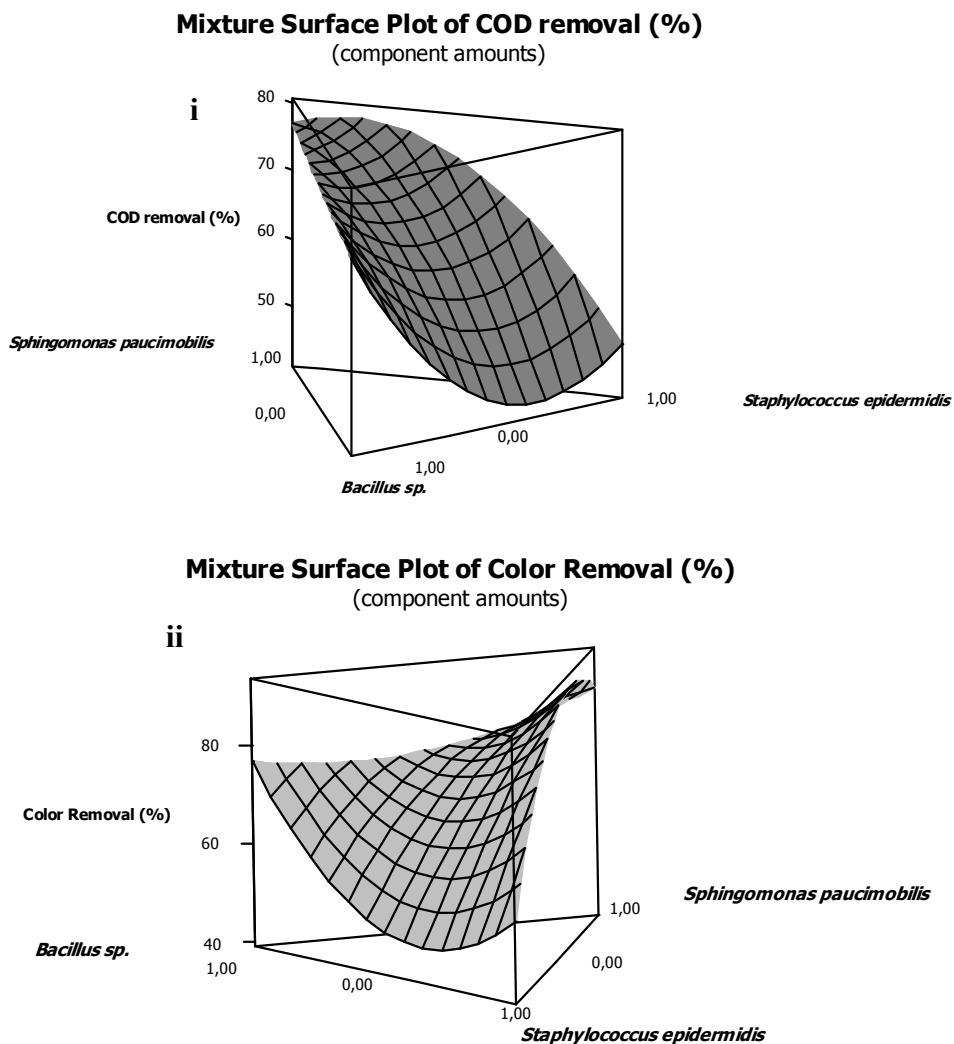 Mixture Surface Plot of COD removal (%)
(component amounts)
i
80
70
COD removal (%)
60
50
Sphingomonas paucimobilis
1,00
0,00
1,00
Staphylococcus epidermidis
0,00
1,00
Bacillus sp.
Mixture Surface Plot of Color Removal (%)
(component amounts)
ii
80
Color Removal (%)
60
Sphingomonas paucimobilis
1,00
40
Bacillus sp.
1,00
0,00
0,00
1,00
Staphylococcus epidermidis